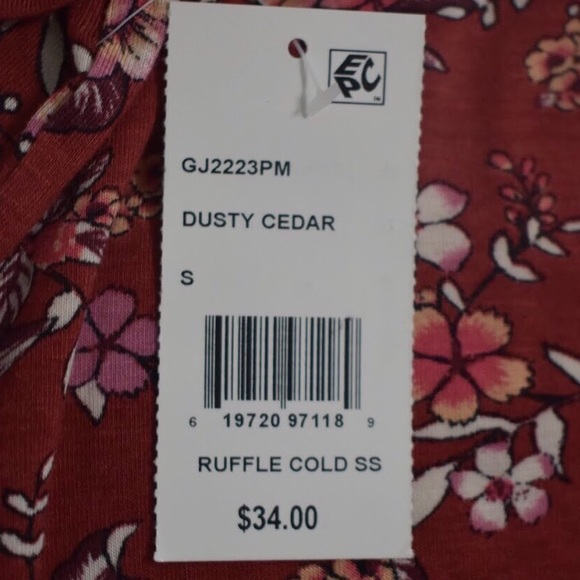 EPC
GJ2223PM
DUSTY CEDAR
S
6 19720 97118 9
RUFFLE COLD SS
$34.00